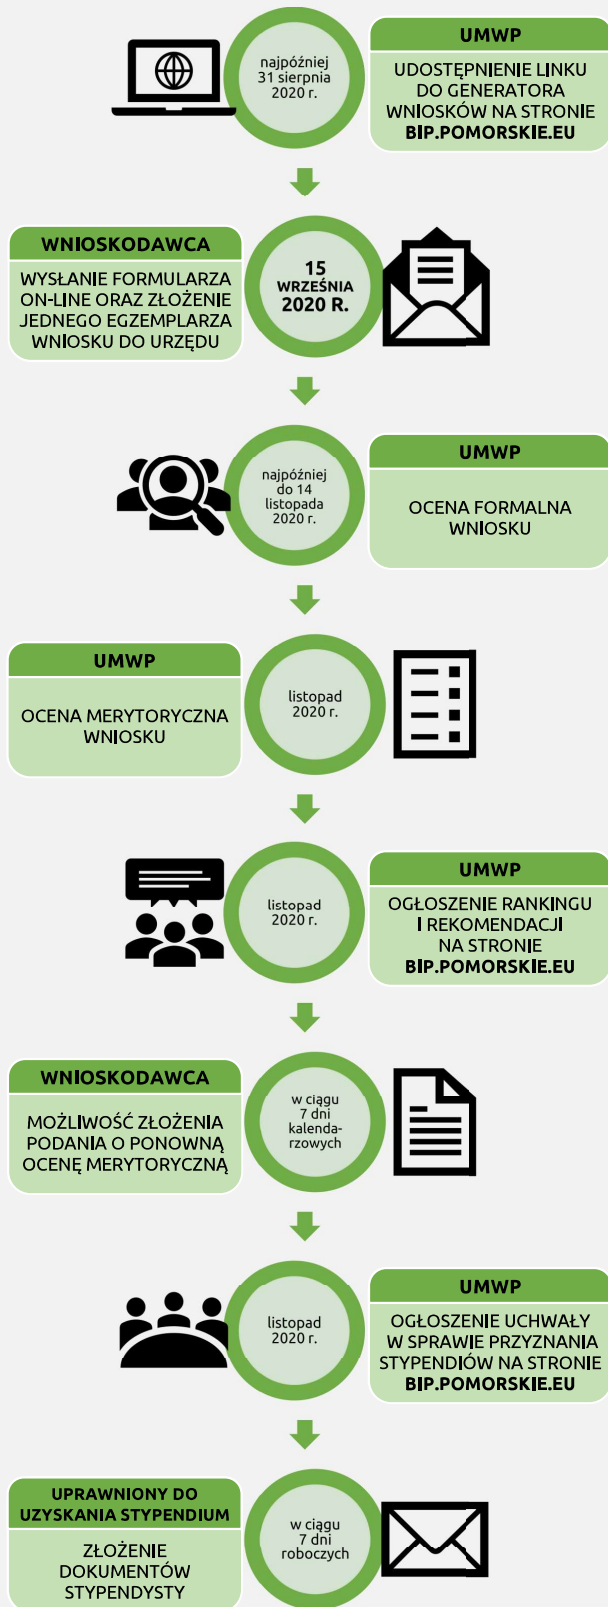 najpóźniej
31 sierpnia
2020 r.
UMWP
UDOSTĘPNIENIE LINKU
DO GENERATORA
WNIOSKÓW NA STRONIE
BIP.POMORSKIE.EU
WNIOSKODAWCA
WYSŁANIE FORMULARZA
ON-LINE ORAZ ZŁOŻENIE
JEDNEGO EGZEMPLARZA
WNIOSKU DO URZĘDU
15
WRZEŚNIA
2020 R.
najpóźniej
do 14
listopada
2020 r.
UMWP
OCENA FORMALNA
WNIOSKU
UMWP
OCENA MERYTORYCZNA
WNIOSKU
listopad
2020 r.
listopad
2020 r.
UMWP
OGŁOSZENIE RANKINGU
I REKOMENDACJI
NA STRONIE
BIP.POMORSKIE.EU
WNIOSKODAWCA
MOŻLIWOŚĆ ZŁOŻENIA
PODANIA O PONOWNĄ
OCENĘ MERYTORYCZNĄ
w ciągu
7 dni
kalenda-
rzowych
listopad
2020 r.
UMWP
OGŁOSZENIE UCHWAŁY
W SPRAWIE PRZYZNANIA
STYPENDIÓW NA STRONIE
BIP.POMORSKIE.EU
UPRAWNIONY DO
UZYSKANIA STYPENDIUM
ZŁOŻENIE
DOKUMENTÓW
STYPENDYSTY
w ciągu
7 dni
roboczych